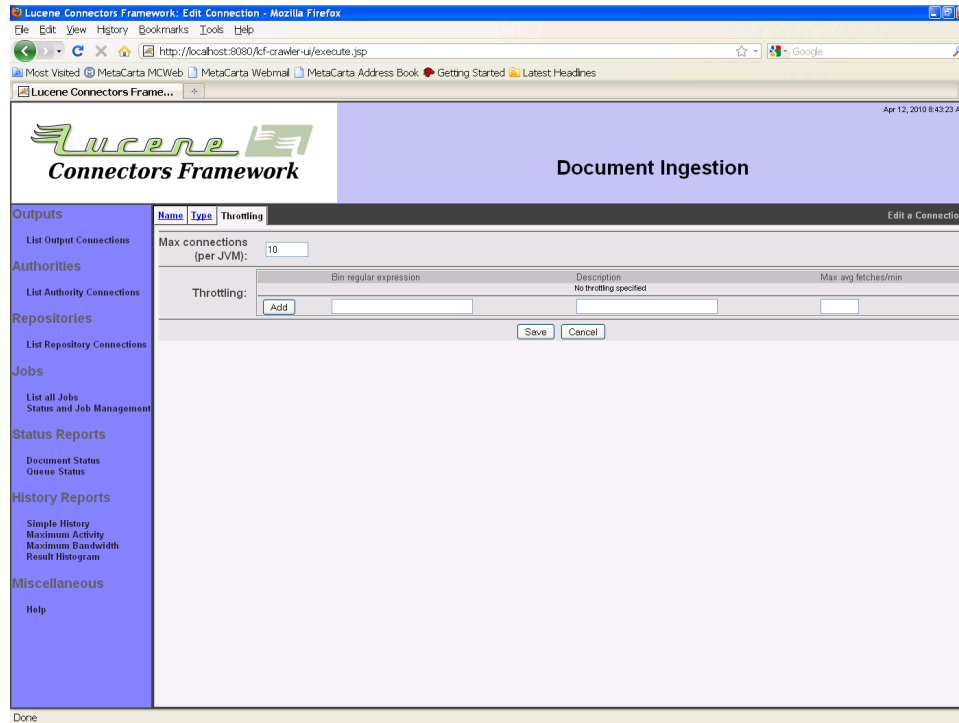 Lucene Connectors Framework: Edit Connection - Mozilla Firefox
File Edit View History Bookmarks Tools Help
http://localhost:8080/lcf-crawler-ui/execute.jsp
Google
Most Visited MetaCarta MCWeb MetaCarta Webmail MetaCarta Address Book Getting Started Latest Headlines
Lucene Connectors Frame...
Apr 12, 2010 8:43:23 A
Lucene
Connectors Framework
Document Ingestion
Outputs
List Output Connections
Authorities
List Authority Connections
Repositories
List Repository Connections
Jobs
List all Jobs
Status and Job Management
Status Reports
Document Status
Queue Status
History Reports
Simple History
Maximum Activity
Maximum Bandwidth
Result Histogram
Miscellaneous
Help
Name Type Throttling
Edit a Connectio
Max connections
(per JVM):
10
Throttling:
Bin regular expression Description Max avg fetches/min
No throttling specified
Add
Save Cancel
Done